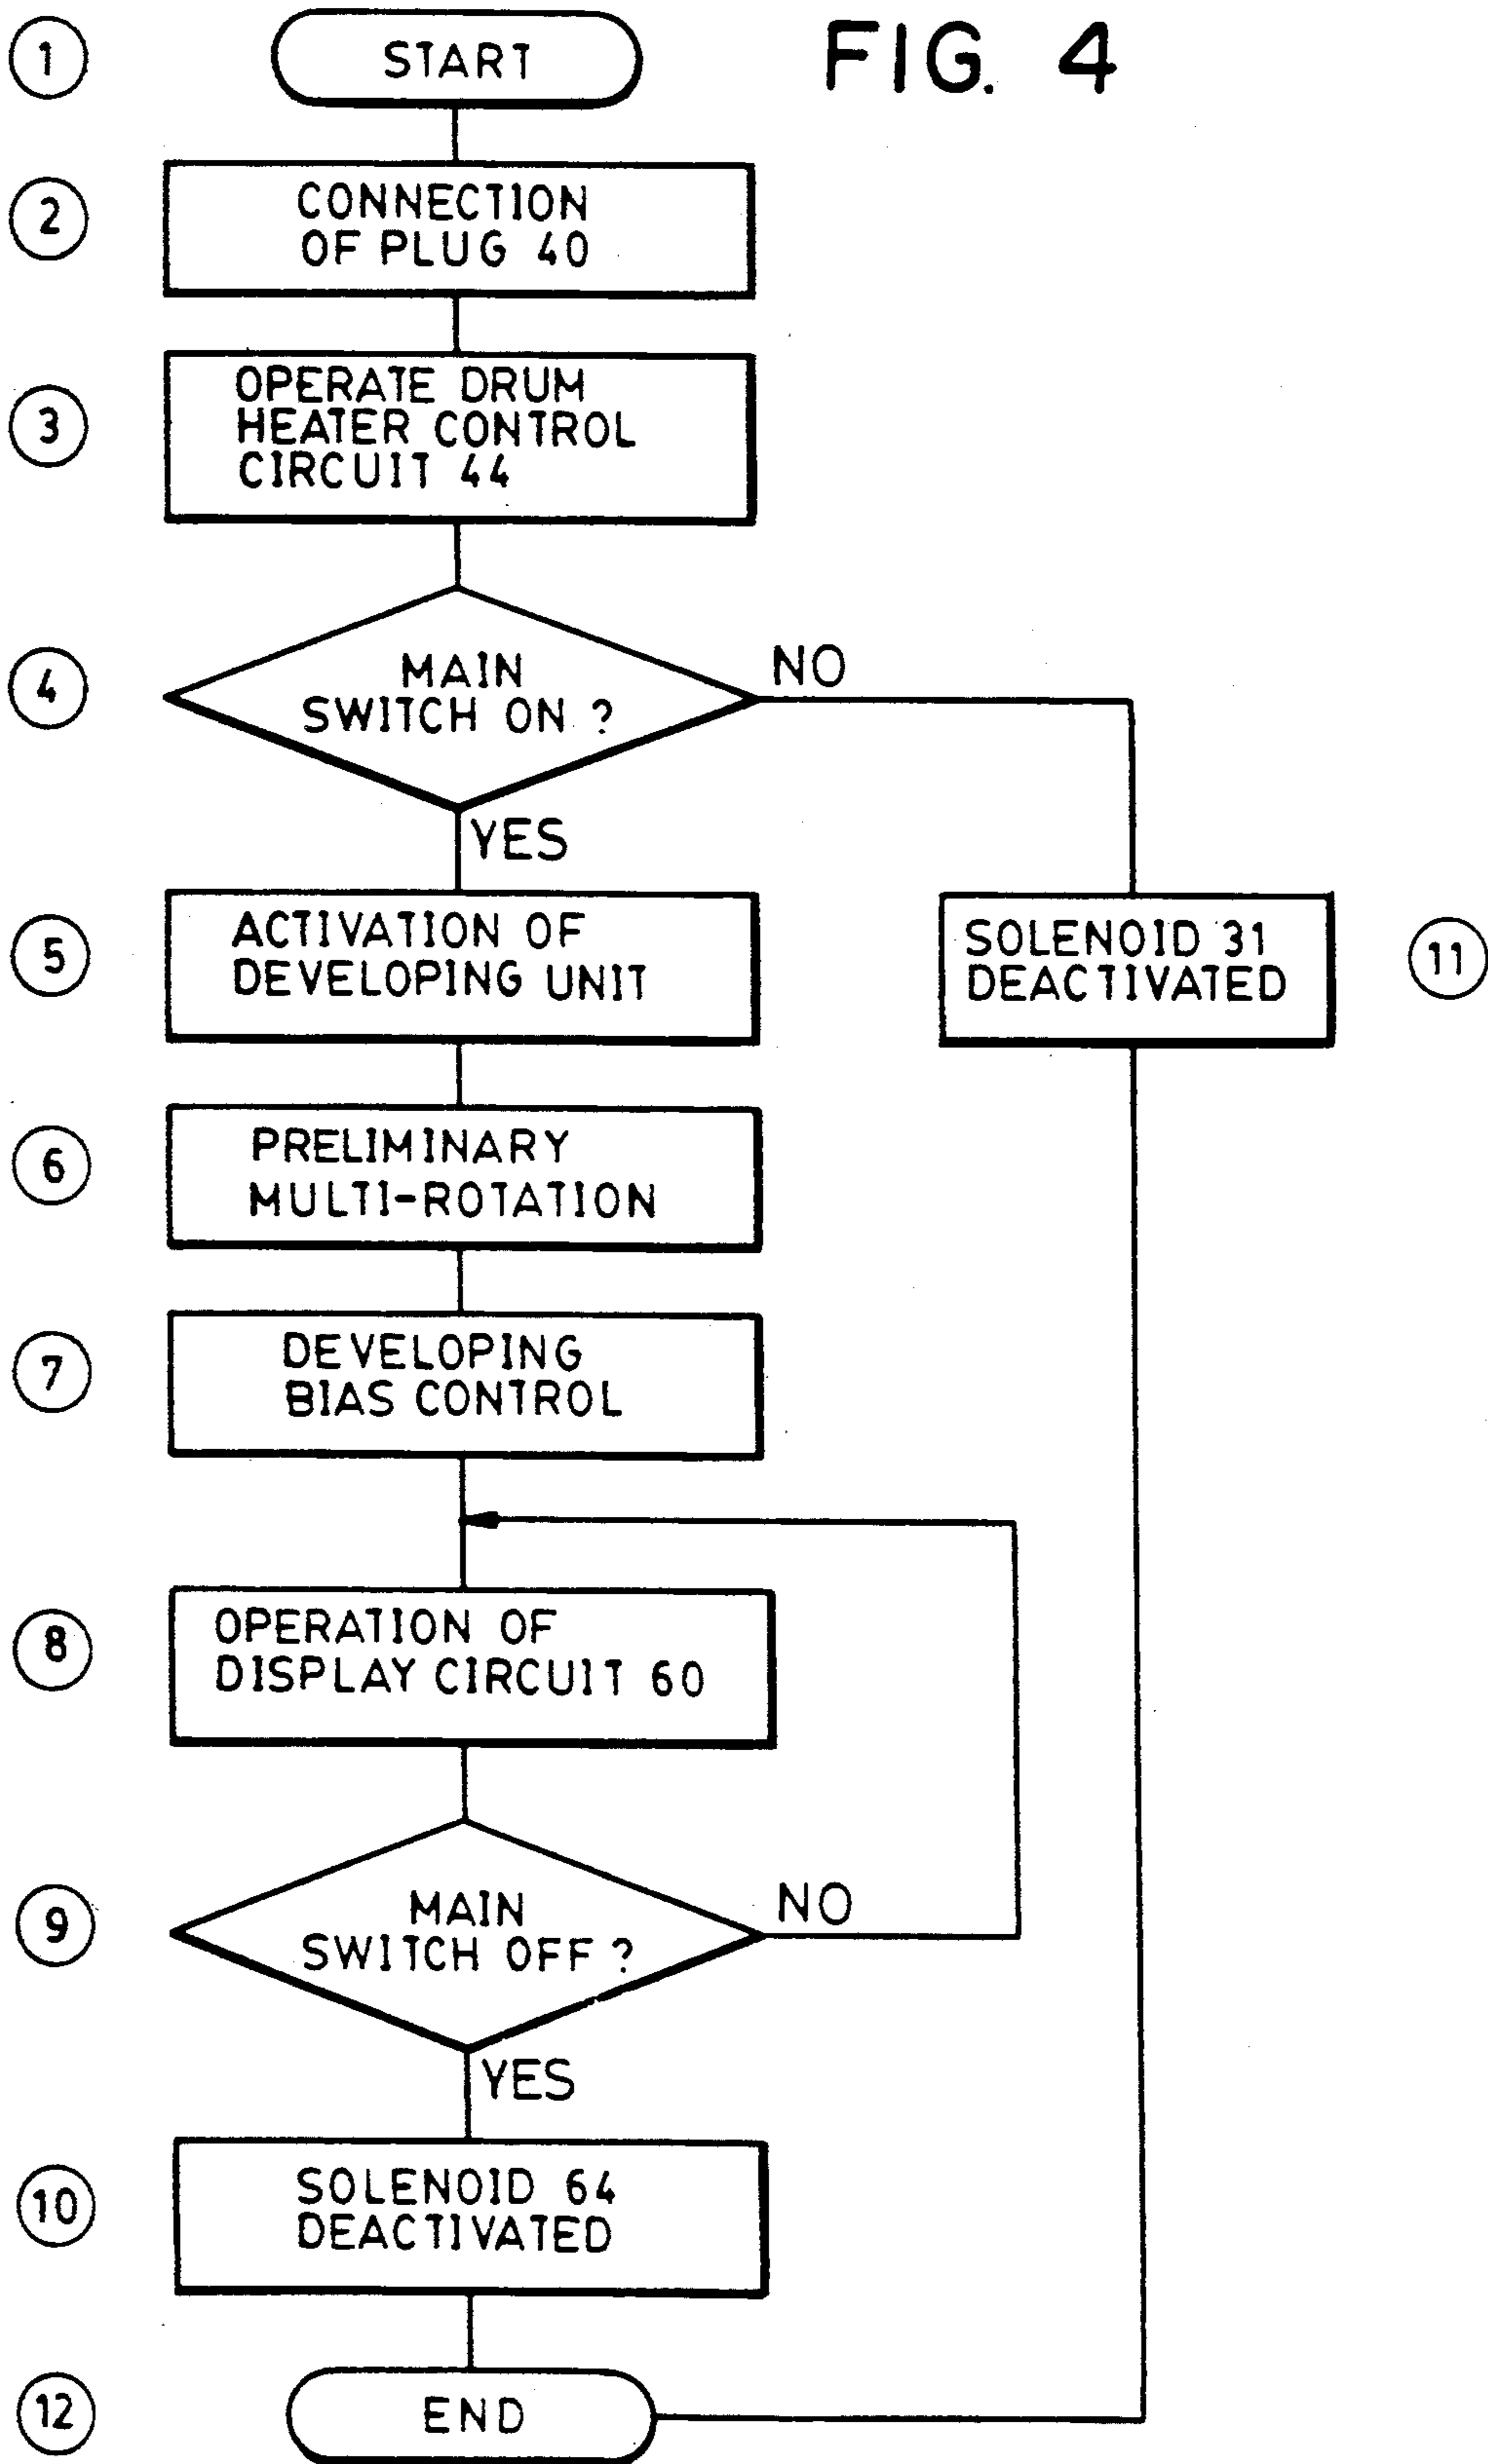 FIG. 4
1
START
2
CONNECTION
OF PLUG 40
3
OPERATE DRUM
HEATER CONTROL
CIRCUIT 44
4
MAIN
SWITCH ON ?
NO
YES
5
ACTIVATION OF
DEVELOPING UNIT
SOLENOID 31
DEACTIVATED
11
6
PRELIMINARY
MULTI-ROTATION
7
DEVELOPING
BIAS CONTROL
8
OPERATION OF
DISPLAY CIRCUIT 60
9
MAIN
SWITCH OFF ?
NO
YES
10
SOLENOID 64
DEACTIVATED
12
END